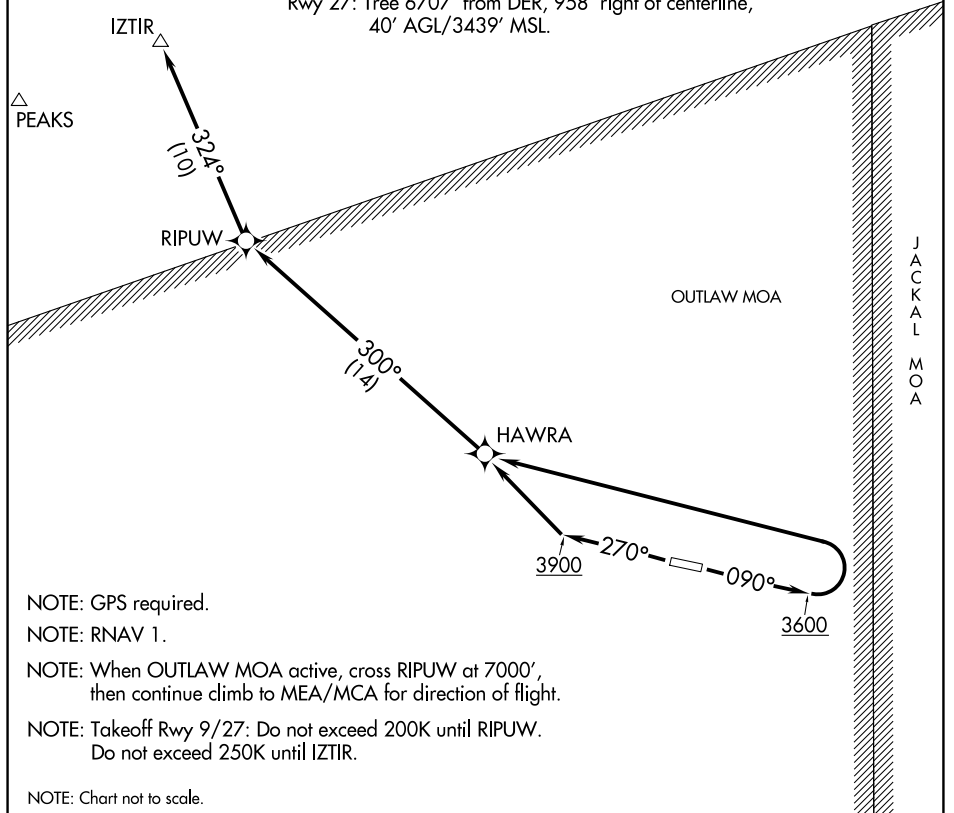 Rwy 27: Tree 6707' from DER, 958' right of centerline,
40' AGL/3439' MSL.
IZTIR
PEAKS
324°
(10)
RIPUW
JACKAL MOA
OUTLAW MOA
300°
(14)
HAWRA
270°
090°
3900
3600
NOTE: GPS required.
NOTE: RNAV 1.
NOTE: When OUTLAW MOA active, cross RIPUW at 7000',
then continue climb to MEA/MCA for direction of flight.
NOTE: Takeoff Rwy 9/27: Do not exceed 200K until RIPUW.
Do not exceed 250K until IZTIR.
NOTE: Chart not to scale.